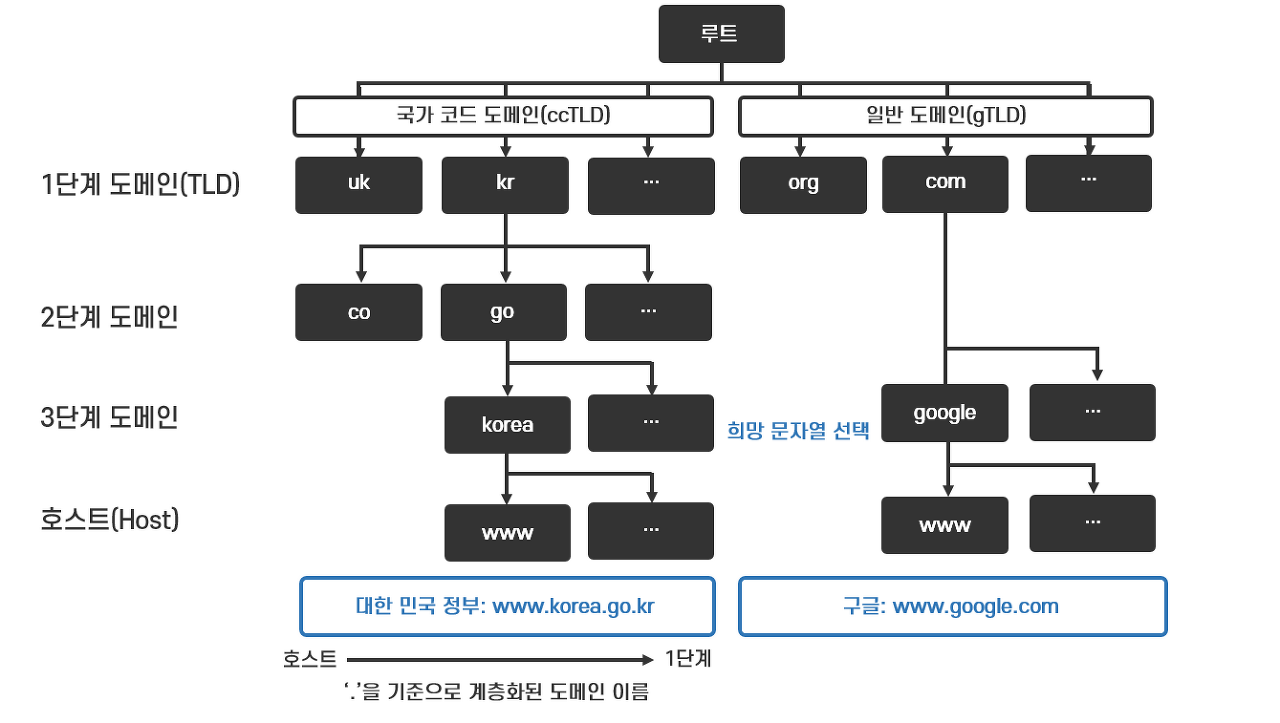 루트
국가 코드 도메인(ccTLD)
일반 도메인(gTLD)
1단계 도메인(TLD)
uk
kr
...
org
com
...
2단계 도메인
co
go
...
3단계 도메인
korea
...
희망 문자열 선택
google
...
호스트(Host)
www
...
www
...
대한 민국 정부: www.korea.go.kr
구글: www.google.com
호스트
1단계
‘.’을 기준으로 계층화된 도메인 이름